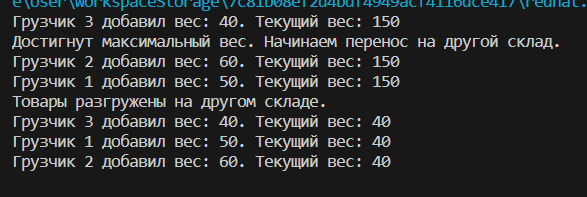 e\User\WorkspaceStorage\7c81b08ef2d4bdf4949acf4116dce417\redhat.
Грузчик 3 добавил вес: 40. Текущий вес: 150
Достигнут максимальный вес. Начинаем перенос на другой склад.
Грузчик 2 добавил вес: 60. Текущий вес: 150
Грузчик 1 добавил вес: 50. Текущий вес: 150
Товары разгружены на другом складе.
Грузчик 3 добавил вес: 40. Текущий вес: 40
Грузчик 1 добавил вес: 50. Текущий вес: 40
Грузчик 2 добавил вес: 60. Текущий вес: 40